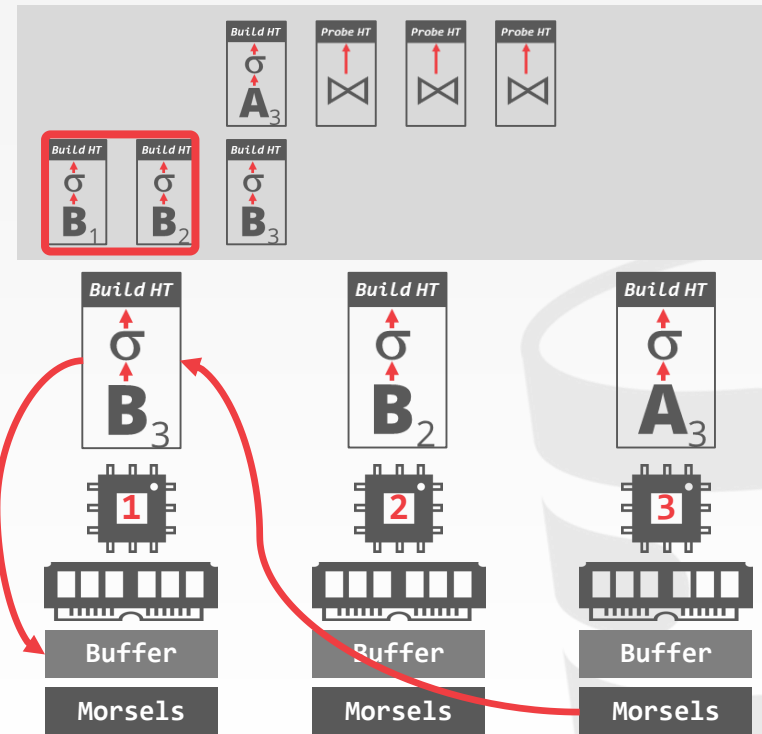 Build HT Probe HT Probe HT Probe HT
σ
A3
Build HT Build HT Build HT
σ σ σ
B1 B2 B3
Build HT Build HT Build HT
σ σ σ
B3 B2 A3
1 2 3
Buffer Buffer Buffer
Morsels Morsels Morsels